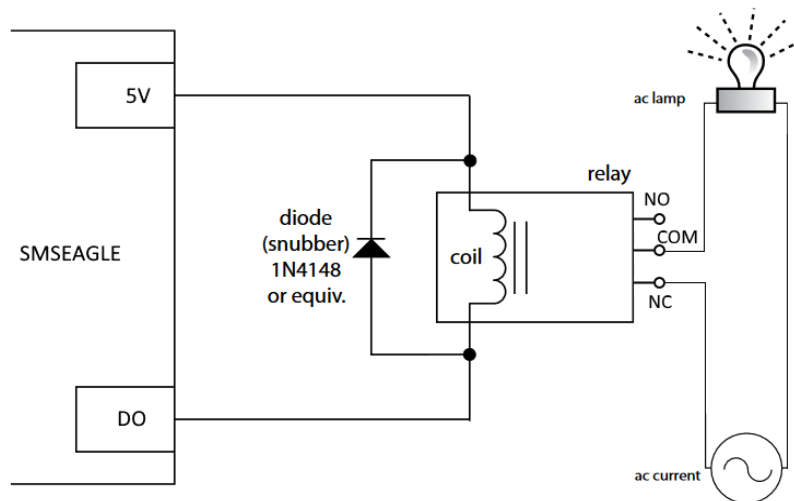 5V
SMSEAGLE
DO
diode
(snubber)
1N4148
or equiv.
coil
relay
NO
COM
NC
ac lamp
ac current